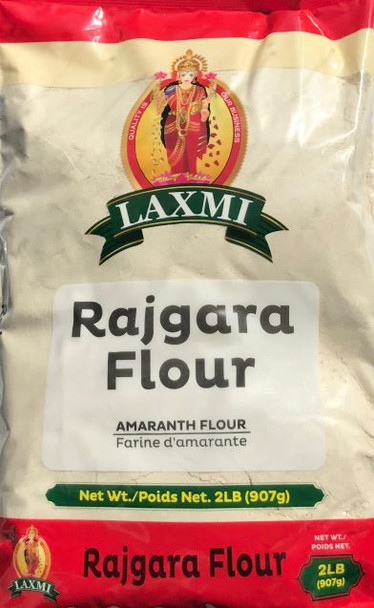 QUALITY IS
OUR BUSINESS
LAXMI
Rajgara
Flour
AMARANTH FLOUR
Farine d'amarante
Net Wt./Poids Net. 2LB (907g)
LAXMI
Rajgara Flour
NET WT./
POIDS NET.
2LB
(907g)